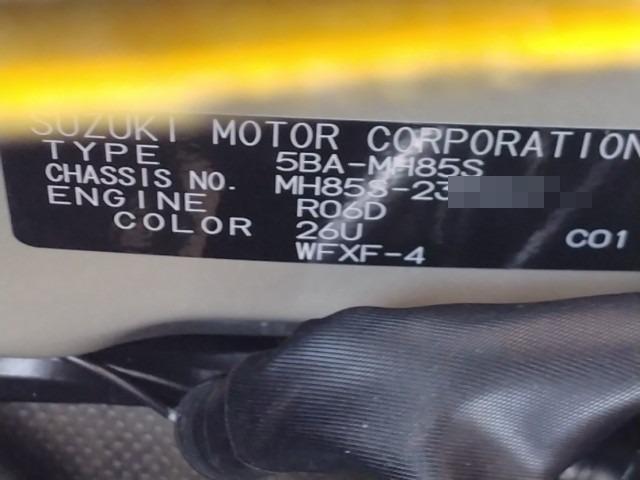 SUZUKI MOTOR CORPORATION
TYPE 5BA-MH85S
CHASSIS NO. MH85S-23
ENGINE R06D
COLOR 26U C01
WFXF-4